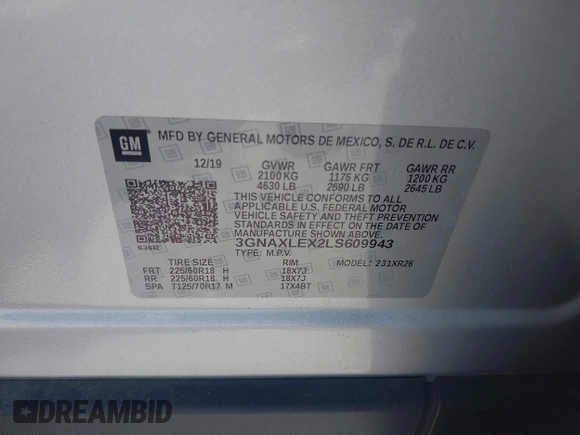 GM
MFD BY GENERAL MOTORS DE MEXICO, S. DE R.L. DE C.V.
12/19 GVWR GAWR FRT GAWR RR
2100 KG 1175 KG 1200 KG
4630 LB 2590 LB 2645 LB
THIS VEHICLE CONFORMS TO ALL
APPLICABLE U.S. FEDERAL MOTOR
VEHICLE SAFETY AND THEFT PREVENTION
STANDARDS IN EFFECT ON THE DATE OF
MANUFACTURE SHOWN ABOVE.
3GNAXLEX2LS609943
TYPE: M.P.V. MODEL: 231XR26
TIRE SIZE RIM
FRT 225/60R18 H 18X7J
RR 225/60R18 H 18X7J
SPA T125/70R17 M 17X4BT
DREAMBID